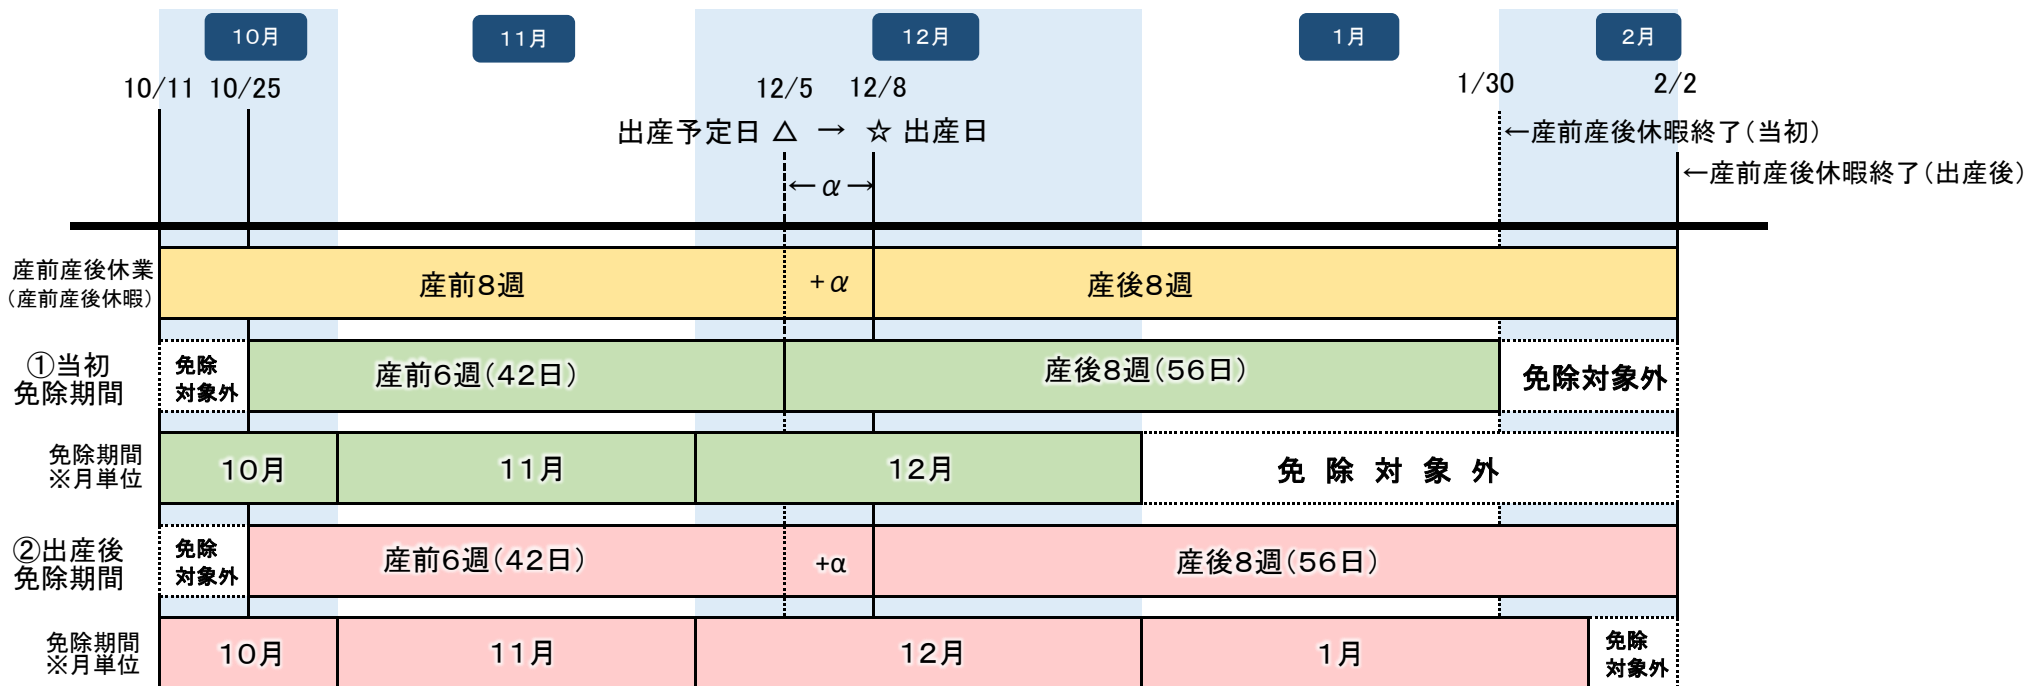 10月
11月
12月
1月
2月
10/11 10/25
12/5
12/8
1/30
2/2
出産予定日 △ → ☆ 出産日
←産前産後休暇終了（当初）
←産前産後休暇終了（出産後）
←α→
産前産後休業
（産前産後休暇）
産前8週
+α
産後8週
①当初
免除期間
免除
対象外
産前6週（42日）
産後8週（56日）
免除対象外
免除期間
※月単位
10月
11月
12月
免除対象外
②出産後
免除期間
免除
対象外
産前6週（42日）
+α
産後8週（56日）
免除期間
※月単位
10月
11月
12月
1月
免除
対象外